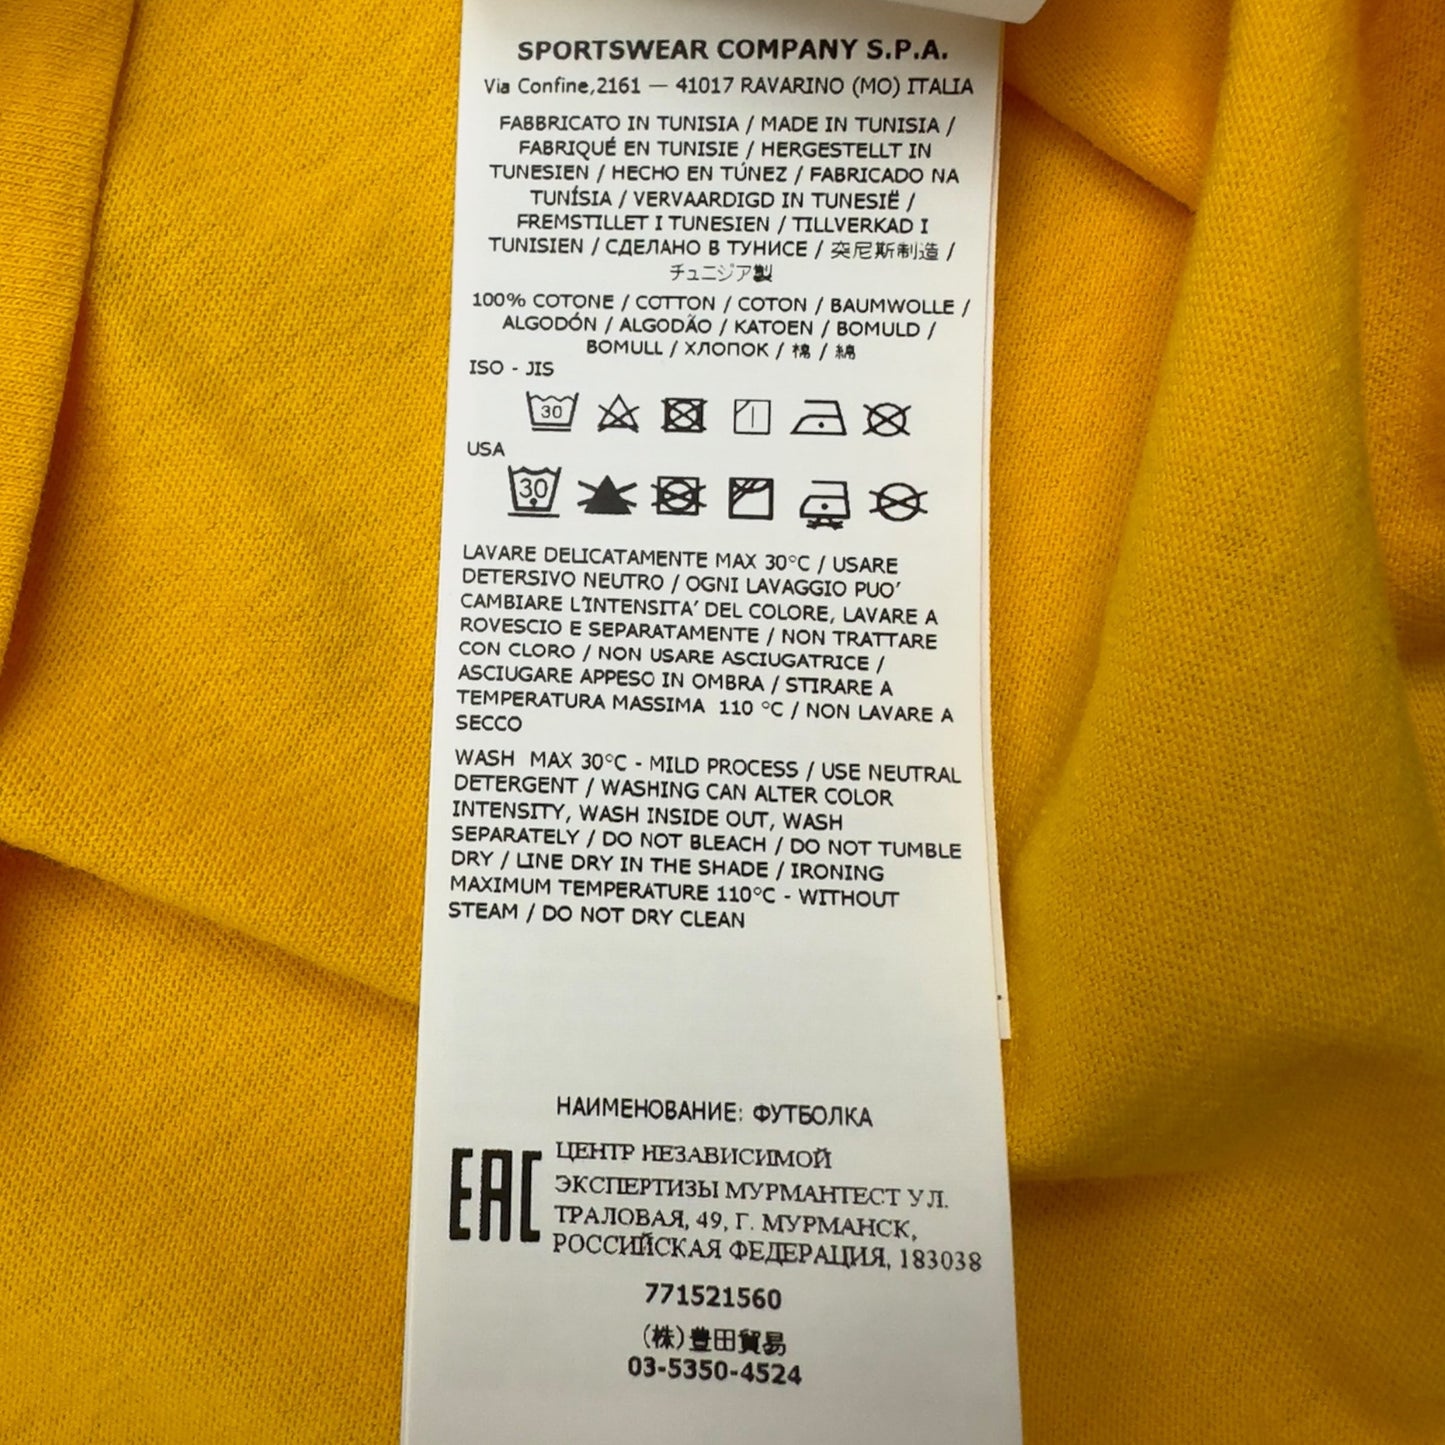 SPORTSWEAR COMPANY S.P.A.
Via Confine,2161 — 41017 RAVARINO (MO) ITALIA
FABBRICATO IN TUNISIA / MADE IN TUNISIA /
FABRIQUÉ EN TUNISIE / HERGESTELLT IN
TUNESIEN / HECHO EN TÚNEZ / FABRICADO NA
TUNÍSIA / VERVAARDIGD IN TUNESIË /
FREMSTILLET I TUNESIEN / TILLVERKAD I
TUNISIEN / СДЕЛАНО В ТУНИСЕ / 突尼斯制造 /
チュニジア製
100% COTONE / COTTON / COTON / BAUMWOLLE /
ALGODÓN / ALGODÃO / KATOEN / BOMULD /
BOMULL / ХЛОПОК / 棉 / 綿
ISO - JIS
30
USA
30
LAVARE DELICATAMENTE MAX 30°C / USARE
DETERSIVO NEUTRO / OGNI LAVAGGIO PUO’
CAMBIARE L’INTENSITA’ DEL COLORE, LAVARE A
ROVESCIO E SEPARATAMENTE / NON TRATTARE
CON CLORO / NON USARE ASCIUGATRICE /
ASCIUGARE APPESO IN OMBRA / STIRARE A
TEMPERATURA MASSIMA 110 °C / NON LAVARE A
SECCO
WASH MAX 30°C - MILD PROCESS / USE NEUTRAL
DETERGENT / WASHING CAN ALTER COLOR
INTENSITY, WASH INSIDE OUT, WASH
SEPARATELY / DO NOT BLEACH / DO NOT TUMBLE
DRY / LINE DRY IN THE SHADE / IRONING
MAXIMUM TEMPERATURE 110°C - WITHOUT
STEAM / DO NOT DRY CLEAN
НАИМЕНОВАНИЕ: ФУТБОЛКА
EAC
ЦЕНТР НЕЗАВИСИМОЙ
ЭКСПЕРТИЗЫ МУРМАНТЕСТ УЛ.
ТРАЛОВАЯ, 49, Г. МУРМАНСК,
РОССИЙСКАЯ ФЕДЕРАЦИЯ, 183038
771521560
(株)豊田貿易
03-5350-4524